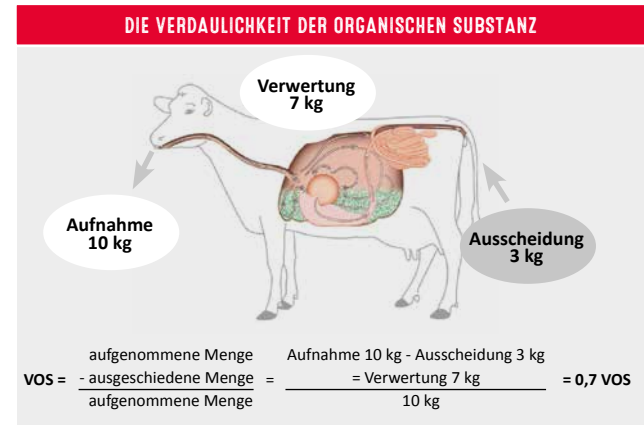 DIE VERDAULICHKEIT DER ORGANISCHEN SUBSTANZ
Verwertung
7 kg
Aufnahme
10 kg
Ausscheidung
3 kg
aufgenommene Menge Aufnahme 10 kg - Ausscheidung 3 kg
VOS = - ausgeschiedene Menge = = Verwertung 7 kg = 0,7 VOS
aufgenommene Menge 10 kg